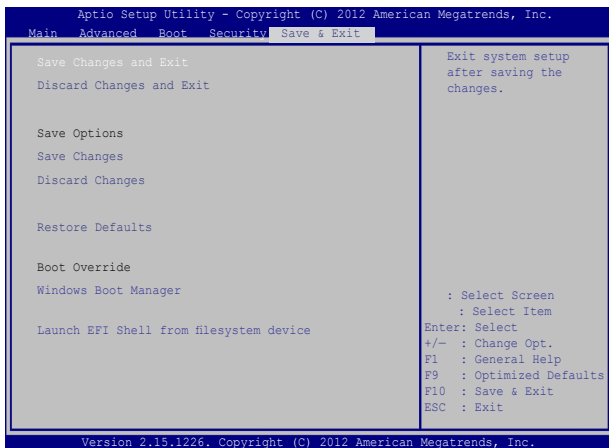 Aptio Setup Utility - Copyright (C) 2012 American Megatrends, Inc.
Main Advanced Boot Security Save & Exit
Save Changes and Exit
Discard Changes and Exit
Save Options
Save Changes
Discard Changes
Restore Defaults
Boot Override
Windows Boot Manager
Launch EFI Shell from filesystem device
Exit system setup
after saving the
changes.
: Select Screen
: Select Item
Enter: Select
+/— : Change Opt.
F1 : General Help
F9 : Optimized Defaults
F10 : Save & Exit
ESC : Exit
Version 2.15.1226. Copyright (C) 2012 American Megatrends, Inc.